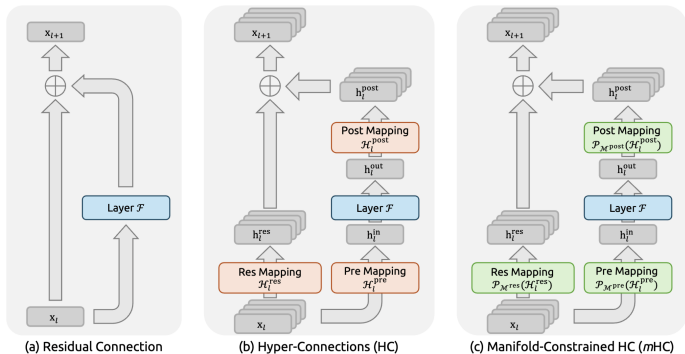 x_{l+1}
Layer ℱ
x_l
(a) Residual Connection
x_{l+1}
h_l^{post}
Post Mapping
ℋ_l^{post}
h_l^{out}
Layer ℱ
h_l^{res}
h_l^{in}
Res Mapping
ℋ_l^{res}
Pre Mapping
ℋ_l^{pre}
x_l
(b) Hyper-Connections (HC)
x_{l+1}
h_l^{post}
Post Mapping
𝒫_{ℳ^{post}}(ℋ_l^{post})
h_l^{out}
Layer ℱ
h_l^{res}
h_l^{in}
Res Mapping
𝒫_{ℳ^{res}}(ℋ_l^{res})
Pre Mapping
𝒫_{ℳ^{pre}}(ℋ_l^{pre})
x_l
(c) Manifold-Constrained HC (mHC)